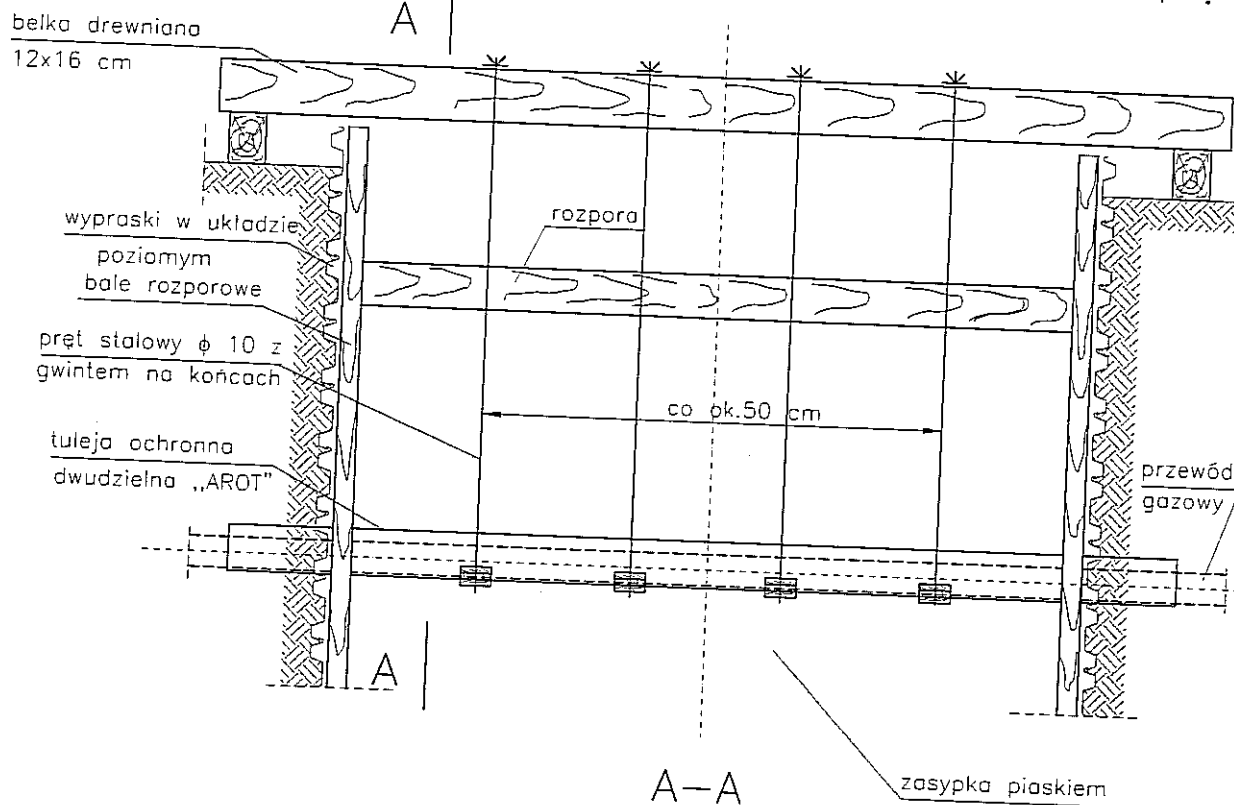 A
belka drewniana
12x16 cm
rozpora
wypraski w układzie
poziomym
bale rozporowe
pręt stalowy φ 10 z
gwintem na końcach
co ok.50 cm
tuleja ochronna
dwudzielna „AROT"
przewód
gazowy
A
A-A
zasypka piaskiem